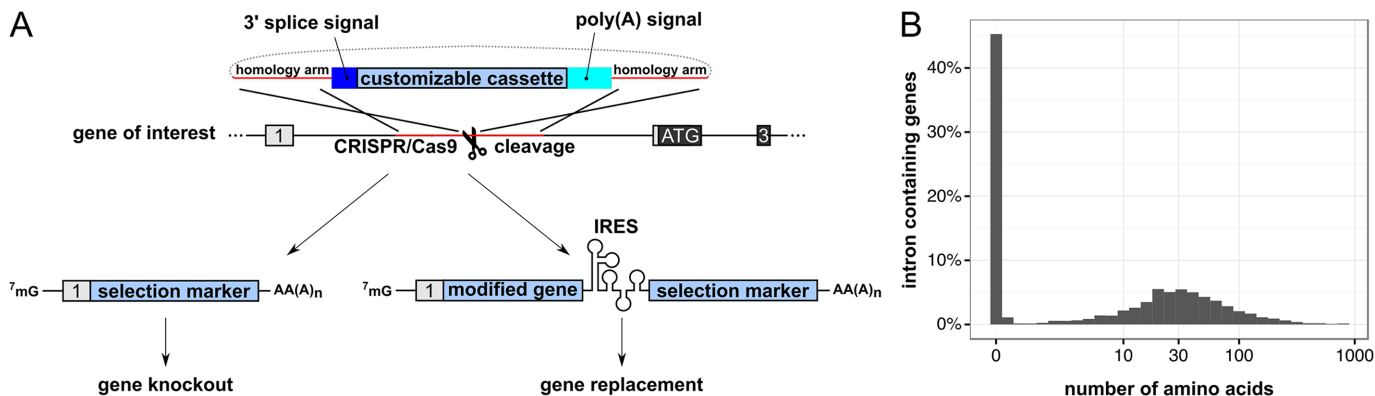 A
3' splice signal
poly(A) signal
homology arm
customizable cassette
homology arm
gene of interest
1
CRISPR/Cas9
cleavage
ATG
3
IRES
⁷mG
1
selection marker
AA(A)ₙ
⁷mG
1
modified gene
selection marker
AA(A)ₙ
gene knockout
gene replacement
B
intron containing genes
40%
30%
20%
10%
0%
0
10
30
100
1000
number of amino acids